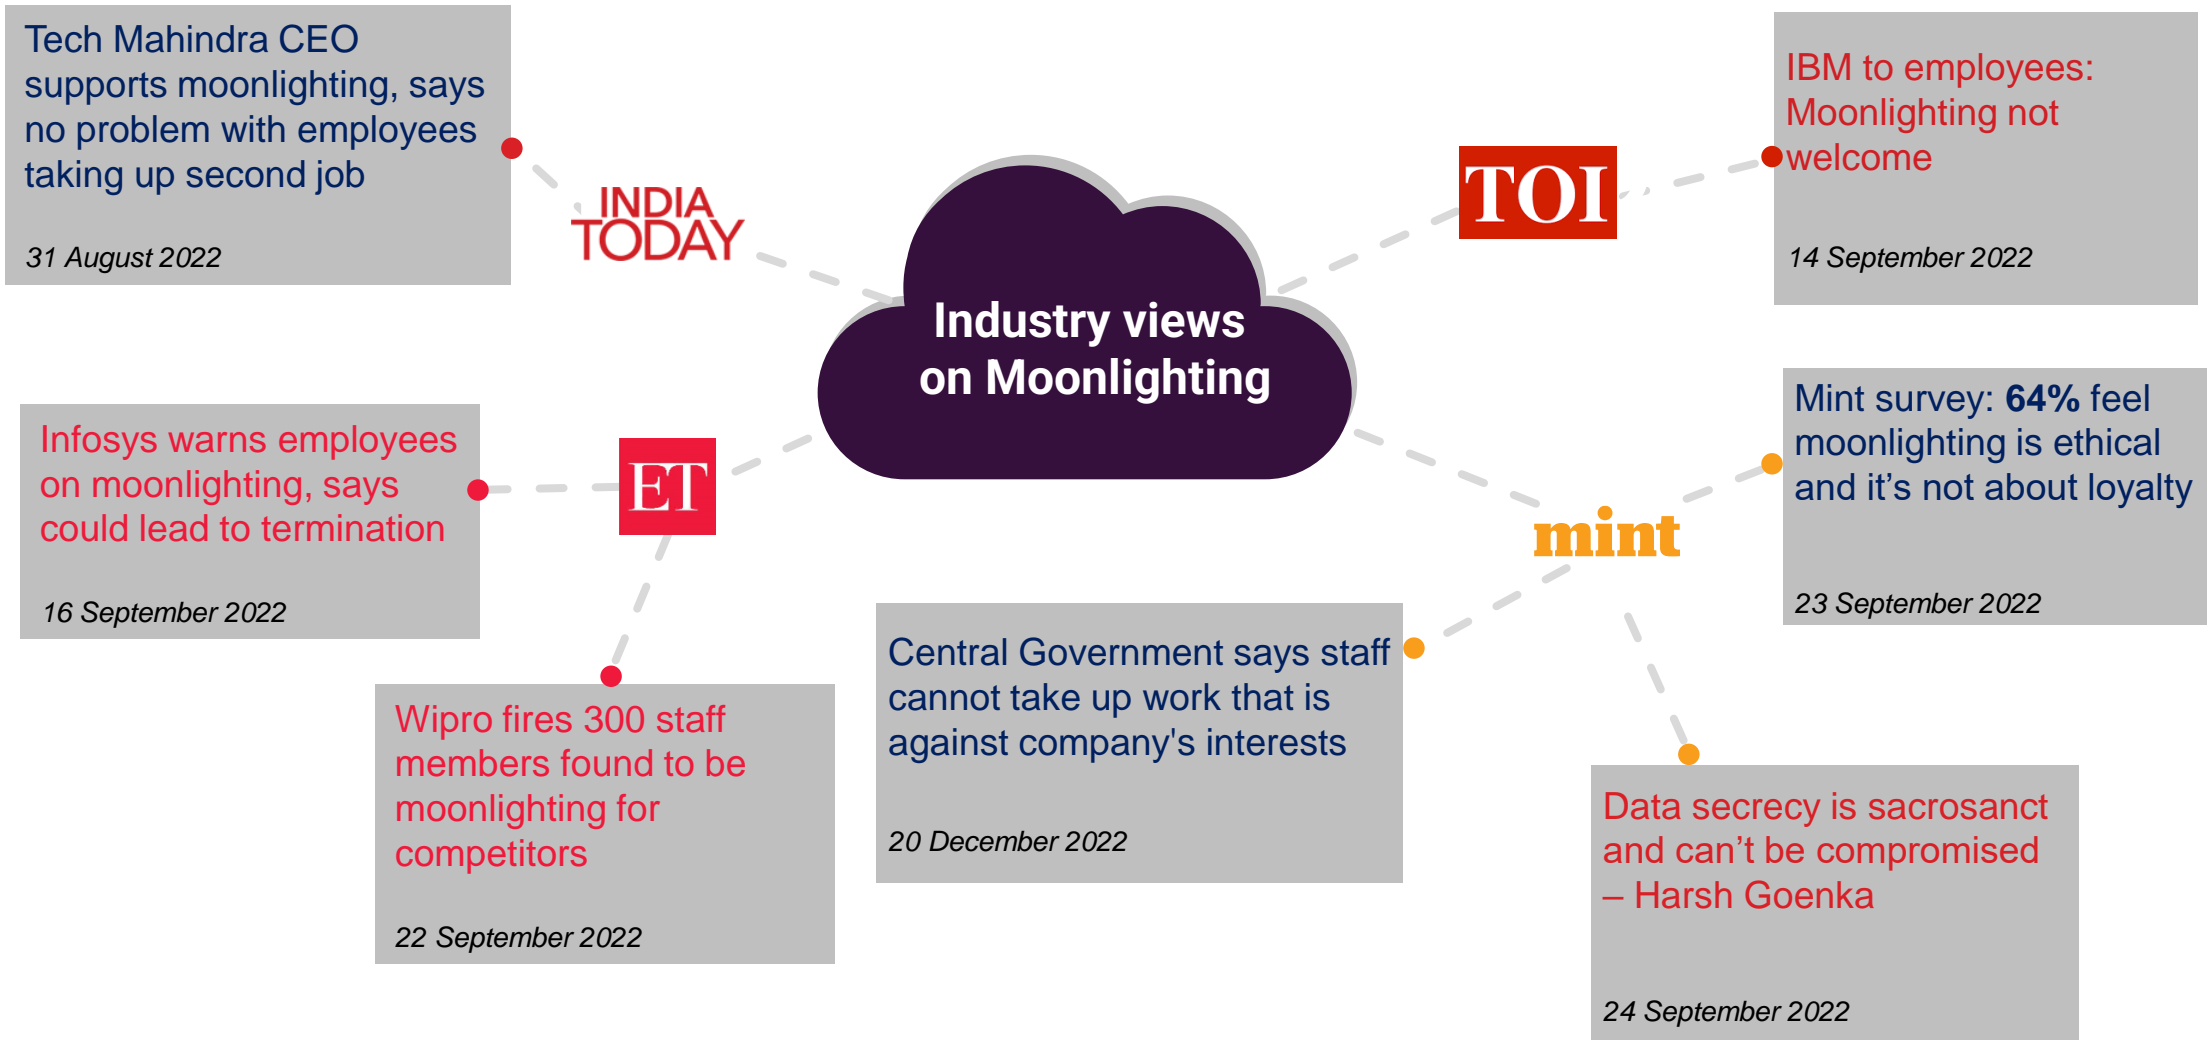 Tech Mahindra CEO
supports moonlighting, says
no problem with employees
taking up second job
31 August 2022
INDIA
TODAY
Industry views
on Moonlighting
TOI
IBM to employees:
Moonlighting not
welcome
14 September 2022
Infosys warns employees
on moonlighting, says
could lead to termination
16 September 2022
ET
Mint survey: 64% feel
moonlighting is ethical
and it’s not about loyalty
23 September 2022
mint
Wipro fires 300 staff
members found to be
moonlighting for
competitors
22 September 2022
Central Government says staff
cannot take up work that is
against company's interests
20 December 2022
Data secrecy is sacrosanct
and can’t be compromised
– Harsh Goenka
24 September 2022